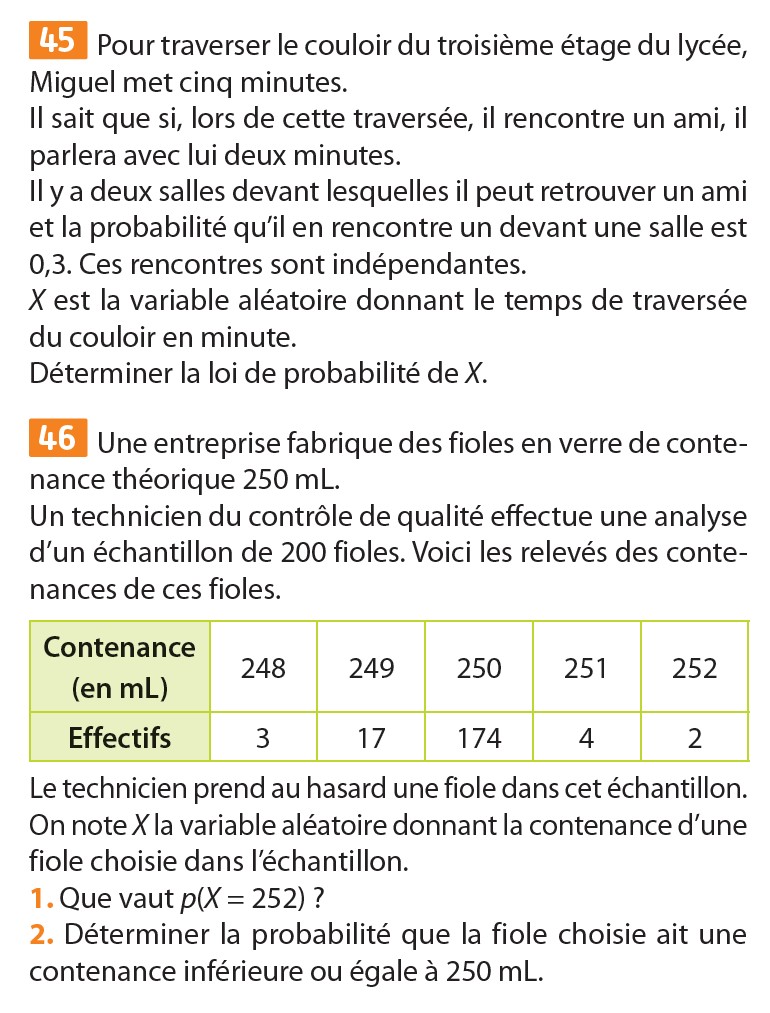 45 Pour traverser le couloir du troisième étage du lycée,
Miguel met cinq minutes.
Il sait que si, lors de cette traversée, il rencontre un ami, il
parlera avec lui deux minutes.
Il y a deux salles devant lesquelles il peut retrouver un ami
et la probabilité qu’il en rencontre un devant une salle est
0,3. Ces rencontres sont indépendantes.
X est la variable aléatoire donnant le temps de traversée
du couloir en minute.
Déterminer la loi de probabilité de X.
46 Une entreprise fabrique des fioles en verre de conte-
nance théorique 250 mL.
Un technicien du contrôle de qualité effectue une analyse
d’un échantillon de 200 fioles. Voici les relevés des conte-
nances de ces fioles.
Contenance
(en mL) 248 249 250 251 252
Effectifs 3 17 174 4 2
Le technicien prend au hasard une fiole dans cet échantillon.
On note X la variable aléatoire donnant la contenance d’une
fiole choisie dans l’échantillon.
1. Que vaut p(X = 252) ?
2. Déterminer la probabilité que la fiole choisie ait une
contenance inférieure ou égale à 250 mL.